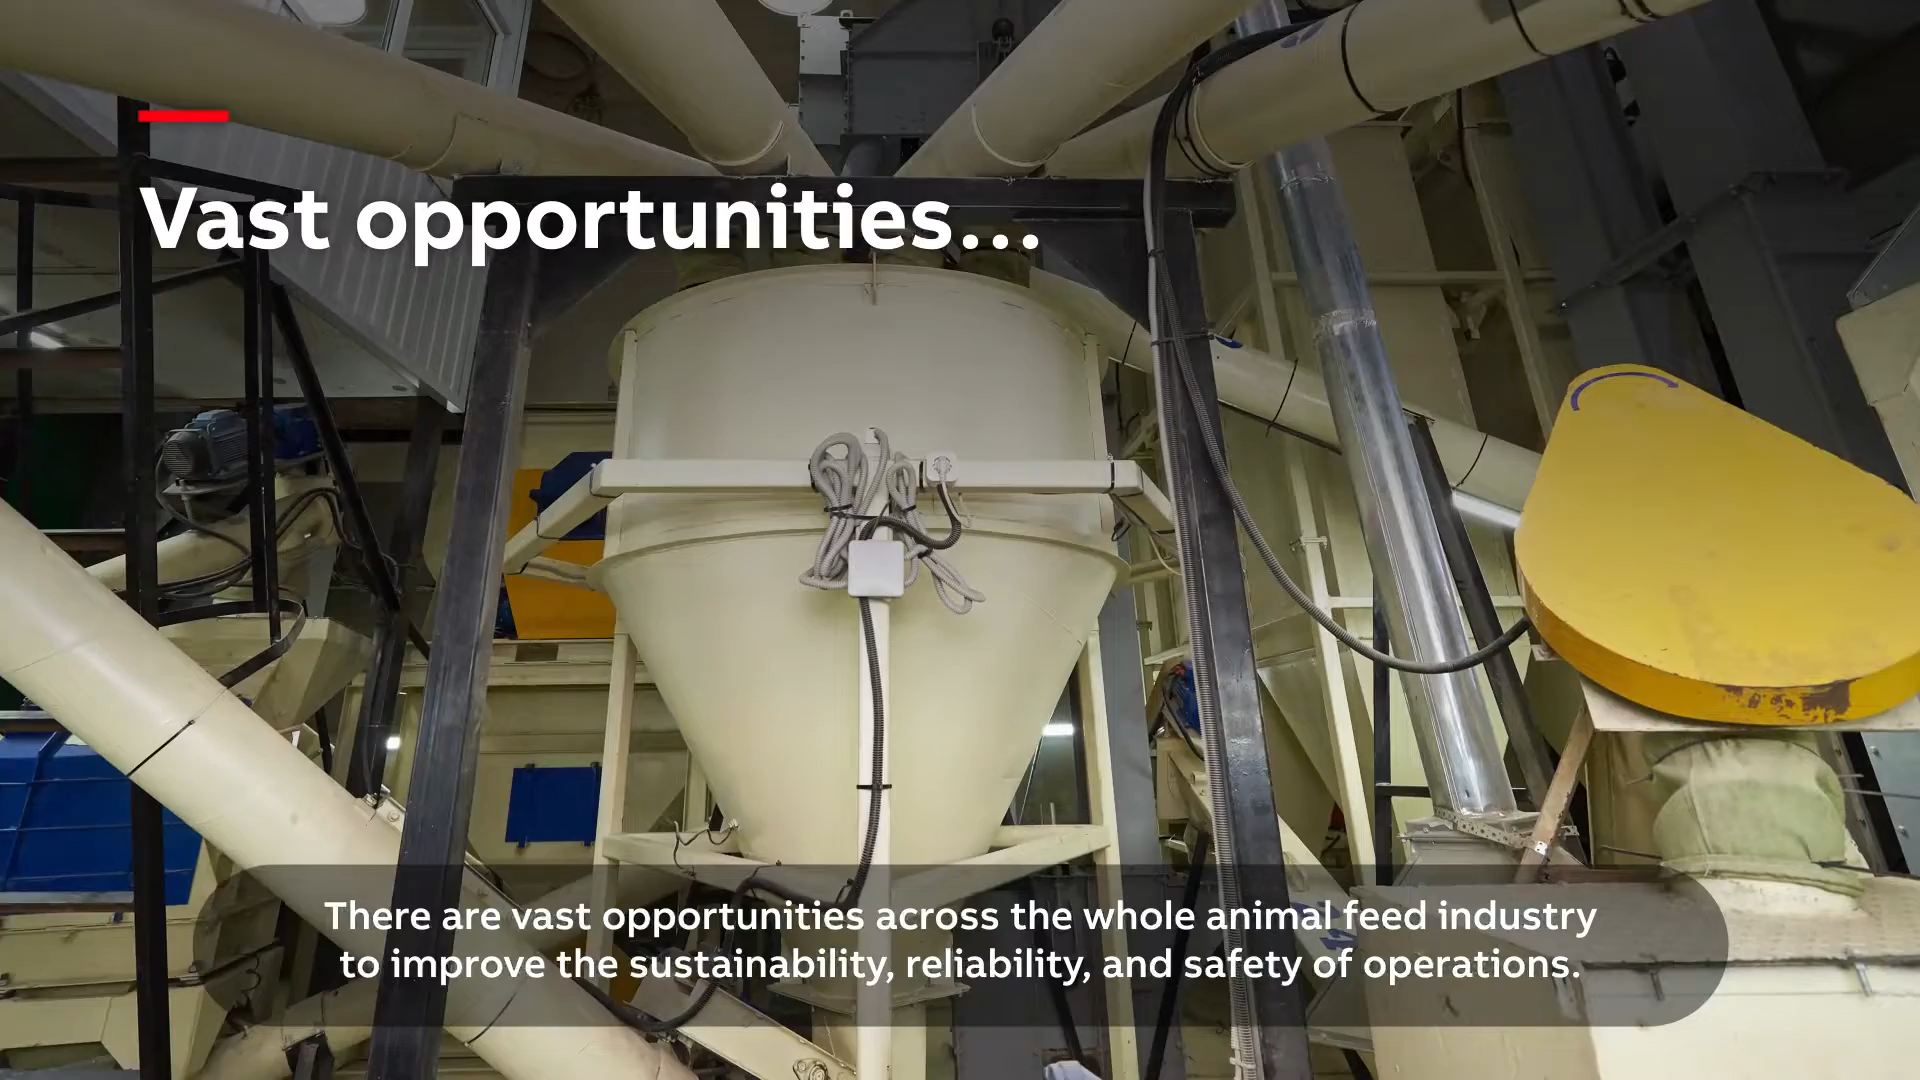 Vast opportunities...
There are vast opportunities across the whole animal feed industry
to improve the sustainability, reliability, and safety of operations.